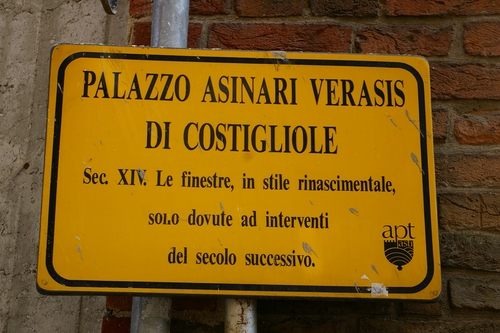 PALAZZO ASINARI VERASIS
DI COSTIGLIOLE
Sec. XIV. Le finestre, in stile rinascimentale,
solo dovute ad interventi
del secolo successivo.
apt